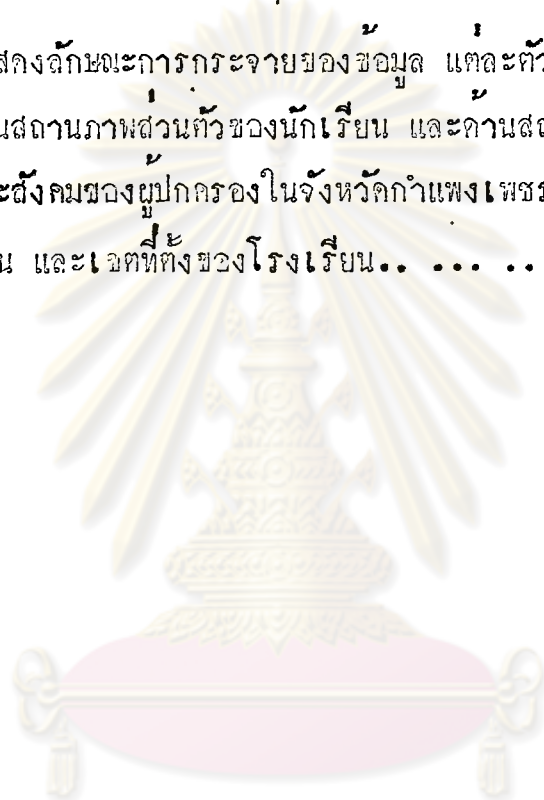 สดงลักษณะการกระจายของข้อมูล แต่ละตัว
นสถานภาพส่วนตัวของนักเรียน และด้านสถ
ะสังคมของผู้ปกครองในจังหวัดกำแพงเพชร
น และเขตที่ตั้งของโรงเรียน.. ... ..